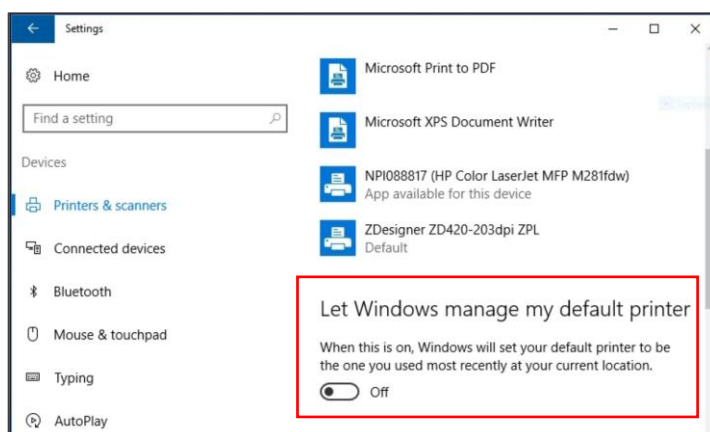 Settings
Home
Find a setting
Devices
Printers & scanners
Connected devices
Bluetooth
Mouse & touchpad
Typing
AutoPlay
Microsoft Print to PDF
Microsoft XPS Document Writer
NPI088817 (HP Color LaserJet MFP M281fdw)
App available for this device
ZDesigner ZD420-203dpi ZPL
Default
Let Windows manage my default printer
When this is on, Windows will set your default printer to be
the one you used most recently at your current location.
Off